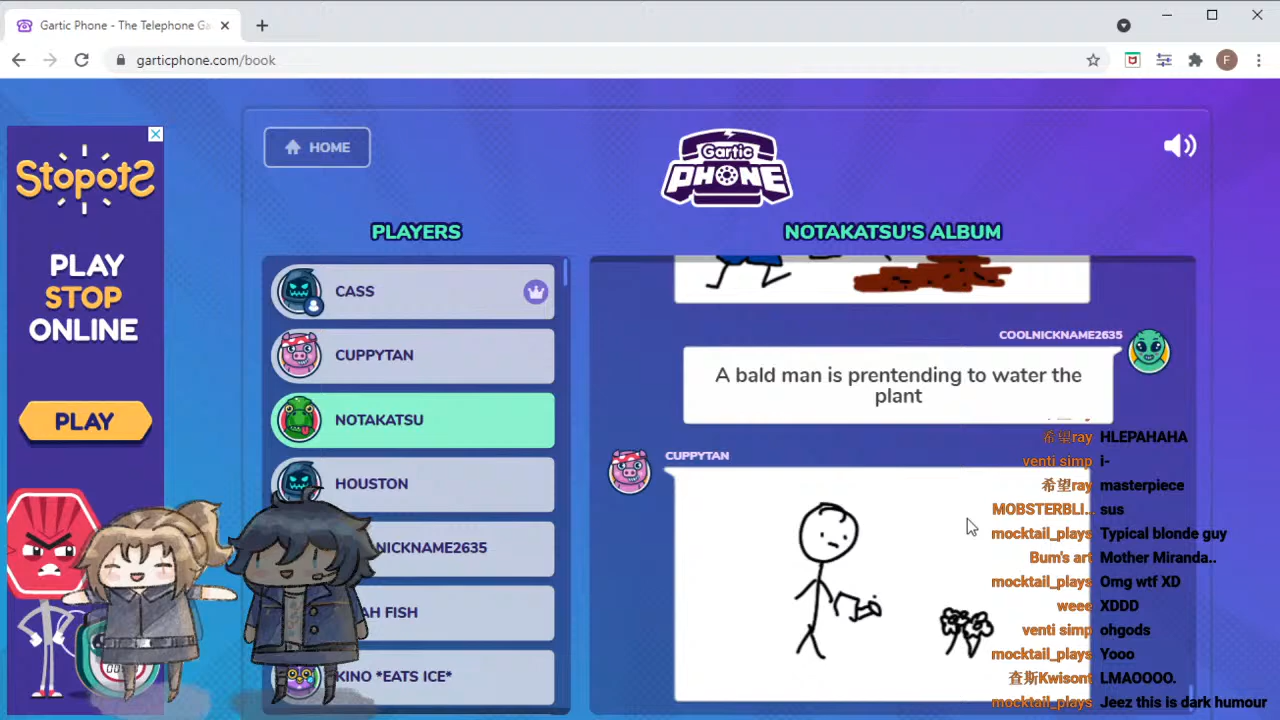 Gartic Phone - The Telephone Ga
garticphone.com/book
F
StopotS
PLAY
STOP
ONLINE
PLAY
HOME
Gartic
PHONE
PLAYERS
NOTAKATSU'S ALBUM
CASS
CUPPYTAN
NOTAKATSU
HOUSTON
NICKNAME2635
AH FISH
KINO *EATS ICE*
COOLNICKNAME2635
A bald man is prentending to water the
plant
CUPPYTAN
希望ray HLEPAHAHA
venti simp i-
希望ray masterpiece
MOBSTERBLI... sus
mocktail_plays Typical blonde guy
Bum's art Mother Miranda..
mocktail_plays Omg wtf XD
weee XDDD
venti simp ohgods
mocktail_plays Yooo
查斯Kwisont LMAOOOO.
mocktail_plays Jeez this is dark humour